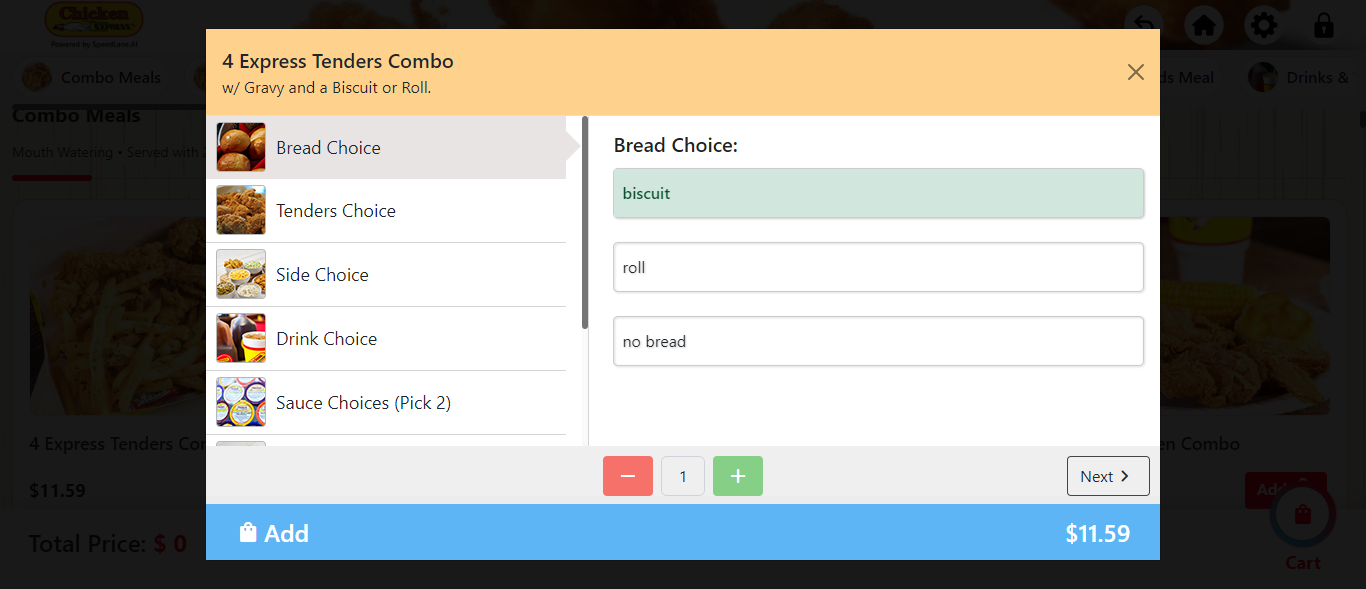 Chicken
Express
Powered by SpeedLane.AI
Combo Meals
ds Meal
Drinks &
Combo Meals
Mouth Watering • Served with
4 Express Tenders Combo
w/ Gravy and a Biscuit or Roll.
Bread Choice
Tenders Choice
Side Choice
Drink Choice
Sauce Choices (Pick 2)
Bread Choice:
biscuit
roll
no bread
4 Express Tenders Cor
$11.59
en Combo
Add
1
Next
Add
$11.59
Total Price: $ 0
Cart